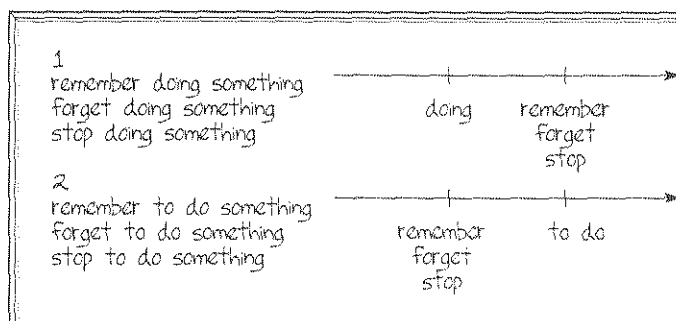 1
remember doing something
forget doing something
stop doing something
doing
remember
forget
stop
2
remember to do something
forget to do something
stop to do something
remember
forget
stop
to do